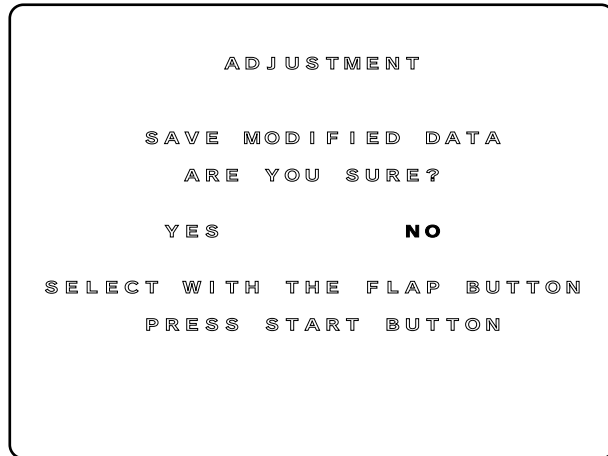 ADJUSTMENT
SAVE MODIFIED DATA
ARE YOU SURE?
YES NO
SELECT WITH THE FLAP BUTTON
PRESS START BUTTON